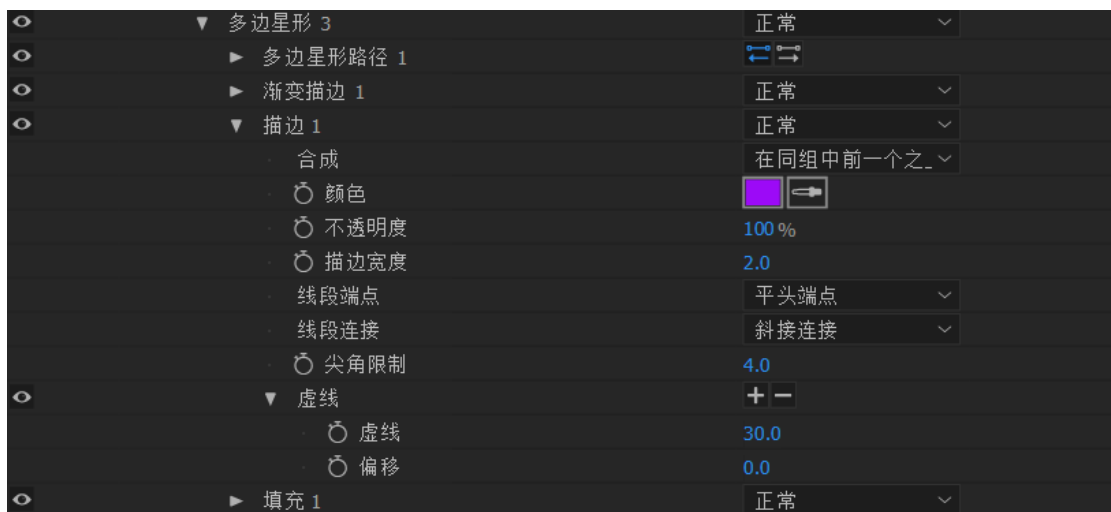 多边星形 3 正常
多边星形路径 1
渐变描边 1 正常
描边 1 正常
合成 在同组中前一个之_
颜色
不透明度 100 %
描边宽度 2.0
线段端点 平头端点
线段连接 斜接连接
尖角限制 4.0
虚线
虚线 30.0
偏移 0.0
填充 1 正常